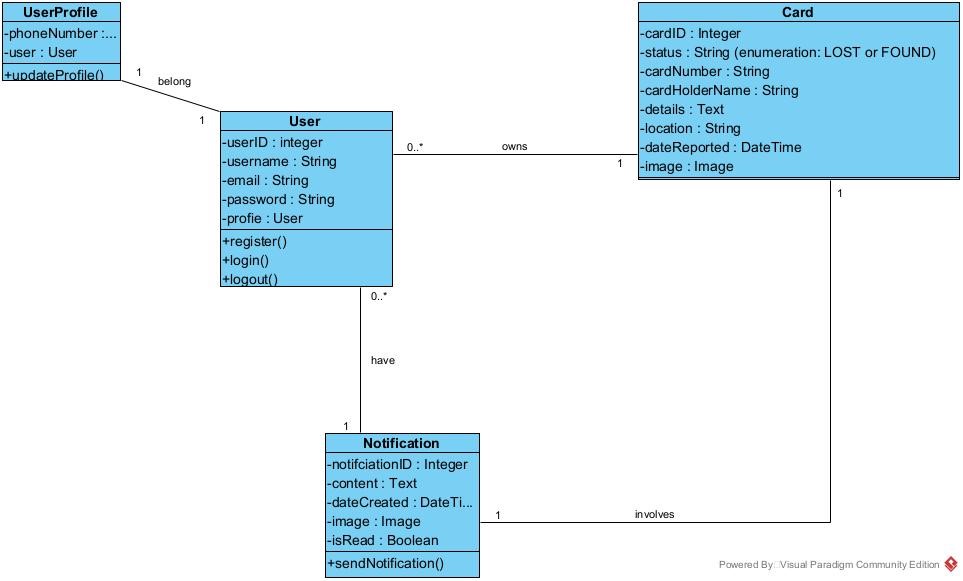 UserProfile
-phoneNumber :...
-user : User
+updateProfile()
1
belong
1
User
-userID : integer
-username : String
-email : String
-password : String
-profie : User
+register()
+login()
+logout()
0..*
owns
1
Card
-cardID : Integer
-status : String (enumeration: LOST or FOUND)
-cardNumber : String
-cardHolderName : String
-details : Text
-location : String
-dateReported : DateTime
-image : Image
1
0..*
have
1
Notification
-notifciationID : Integer
-content : Text
-dateCreated : DateTi...
-image : Image
-isRead : Boolean
+sendNotification()
1
involves
Powered By: Visual Paradigm Community Edition